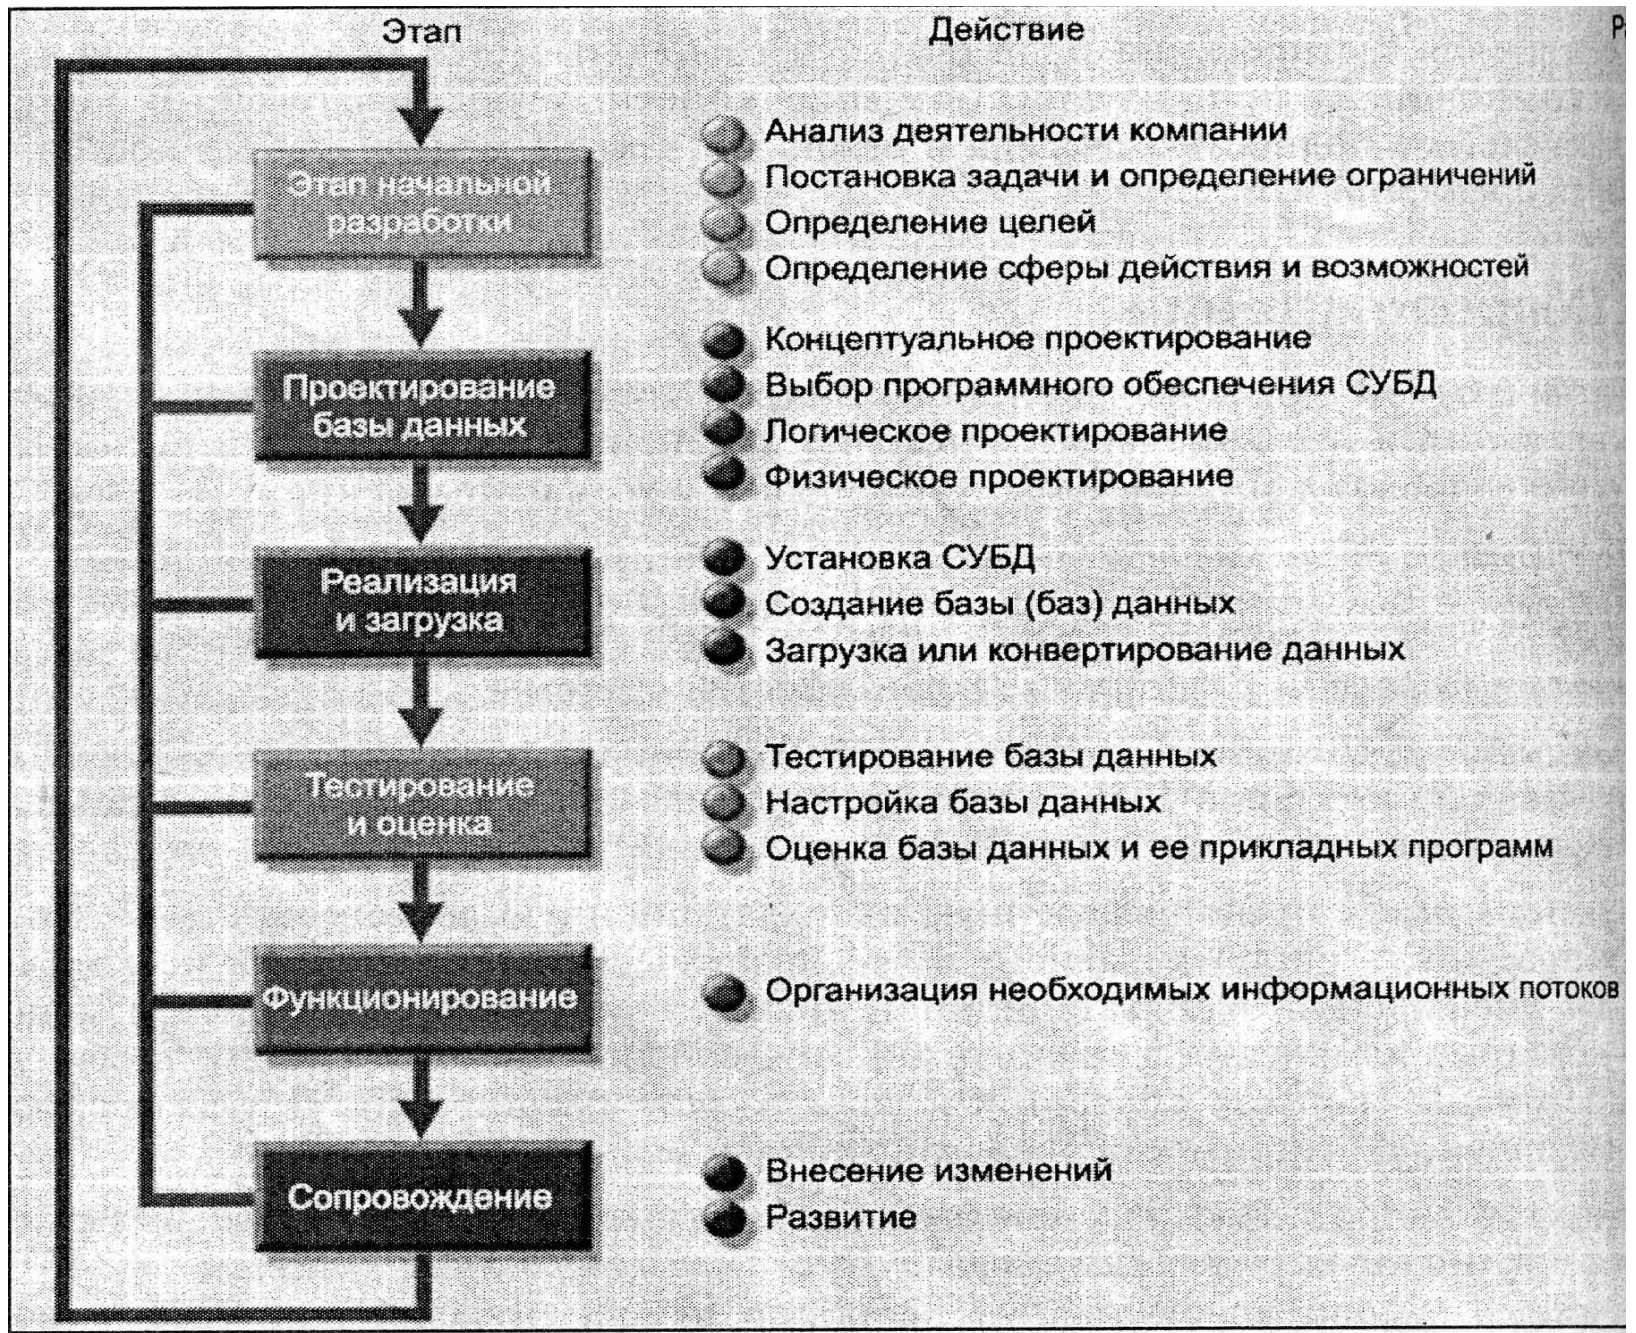 Этап
Действие
Этап начальной
разработки
Анализ деятельности компании
Постановка задачи и определение ограничений
Определение целей
Определение сферы действия и возможностей
Проектирование
базы данных
Концептуальное проектирование
Выбор программного обеспечения СУБД
Логическое проектирование
Физическое проектирование
Реализация
и загрузка
Установка СУБД
Создание базы (баз) данных
Загрузка или конвертирование данных
Тестирование
и оценка
Тестирование базы данных
Настройка базы данных
Оценка базы данных и ее прикладных программ
Функционирование
Организация необходимых информационных потоков
Сопровождение
Внесение изменений
Развитие